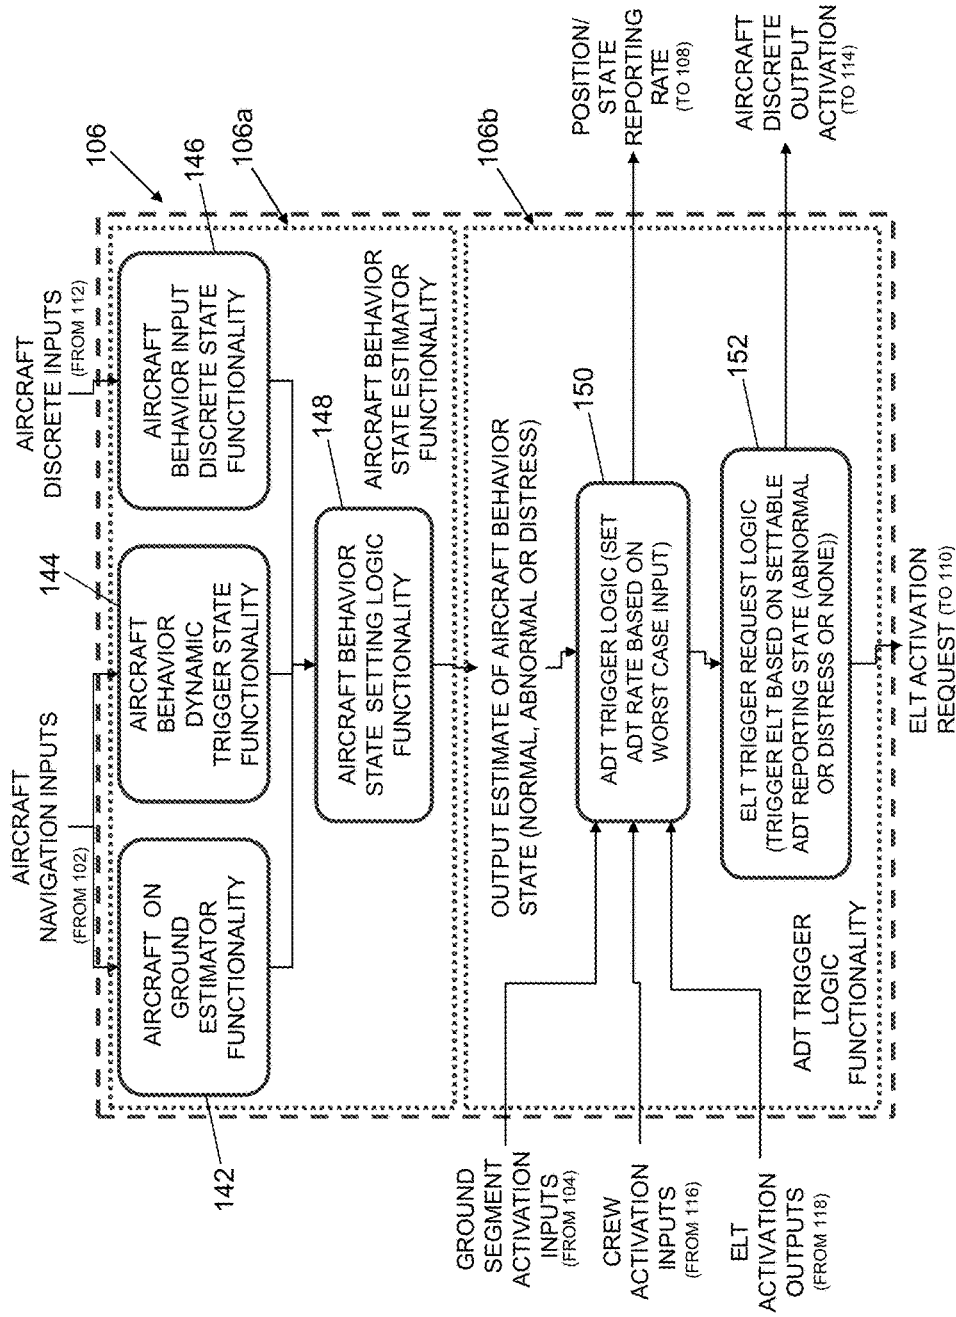 AIRCRAFT
NAVIGATION INPUTS
(FROM 102)
AIRCRAFT
DISCRETE INPUTS
(FROM 112)
106
144
146
106a
142
AIRCRAFT ON
GROUND
ESTIMATOR
FUNCTIONALITY
AIRCRAFT
BEHAVIOR
DYNAMIC
TRIGGER STATE
FUNCTIONALITY
AIRCRAFT
BEHAVIOR INPUT
DISCRETE STATE
FUNCTIONALITY
148
AIRCRAFT BEHAVIOR
STATE SETTING LOGIC
FUNCTIONALITY
AIRCRAFT BEHAVIOR
STATE ESTIMATOR
FUNCTIONALITY
106b
OUTPUT ESTIMATE OF AIRCRAFT BEHAVIOR
STATE (NORMAL, ABNORMAL OR DISTRESS)
GROUND
SEGMENT
ACTIVATION
INPUTS
(FROM 104)
CREW
ACTIVATION
INPUTS
(FROM 116)
ELT
ACTIVATION
OUTPUTS
(FROM 118)
150
ADT TRIGGER LOGIC (SET
ADT RATE BASED ON
WORST CASE INPUT)
POSITION/
STATE
REPORTING
RATE
(TO 108)
152
ELT TRIGGER REQUEST LOGIC
(TRIGGER ELT BASED ON SETTABLE
ADT REPORTING STATE (ABNORMAL
OR DISTRESS OR NONE))
AIRCRAFT
DISCRETE
OUTPUT
ACTIVATION
(TO 114)
ADT TRIGGER
LOGIC
FUNCTIONALITY
ELT ACTIVATION
REQUEST (TO 110)